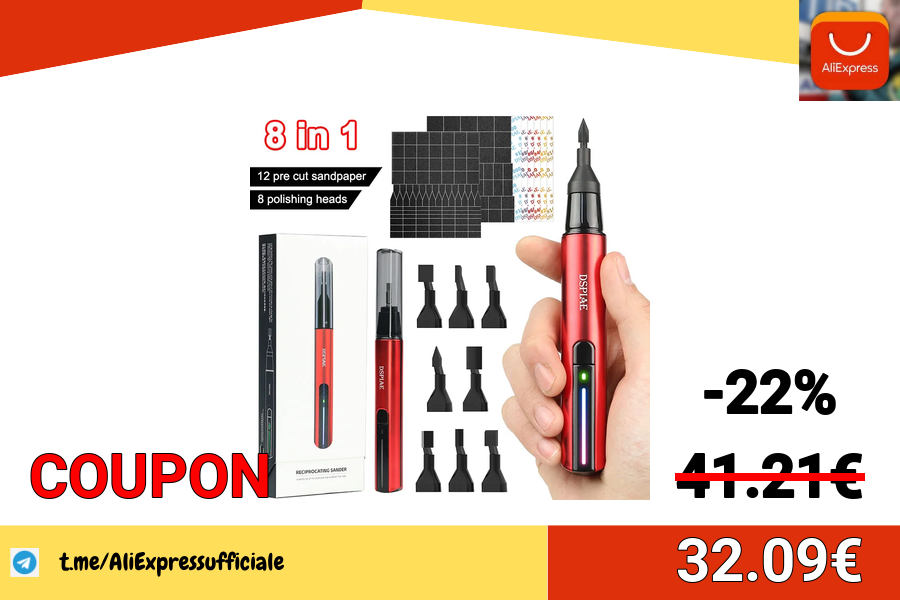 AliExpress
8 in 1
12 pre cut sandpaper
8 polishing heads
DSPIAE
DSPIAE
DSPIAE
RECIPROCATING SANDER
-22%
COUPON
41.21€
t.me/AliExpressufficiale
32.09€